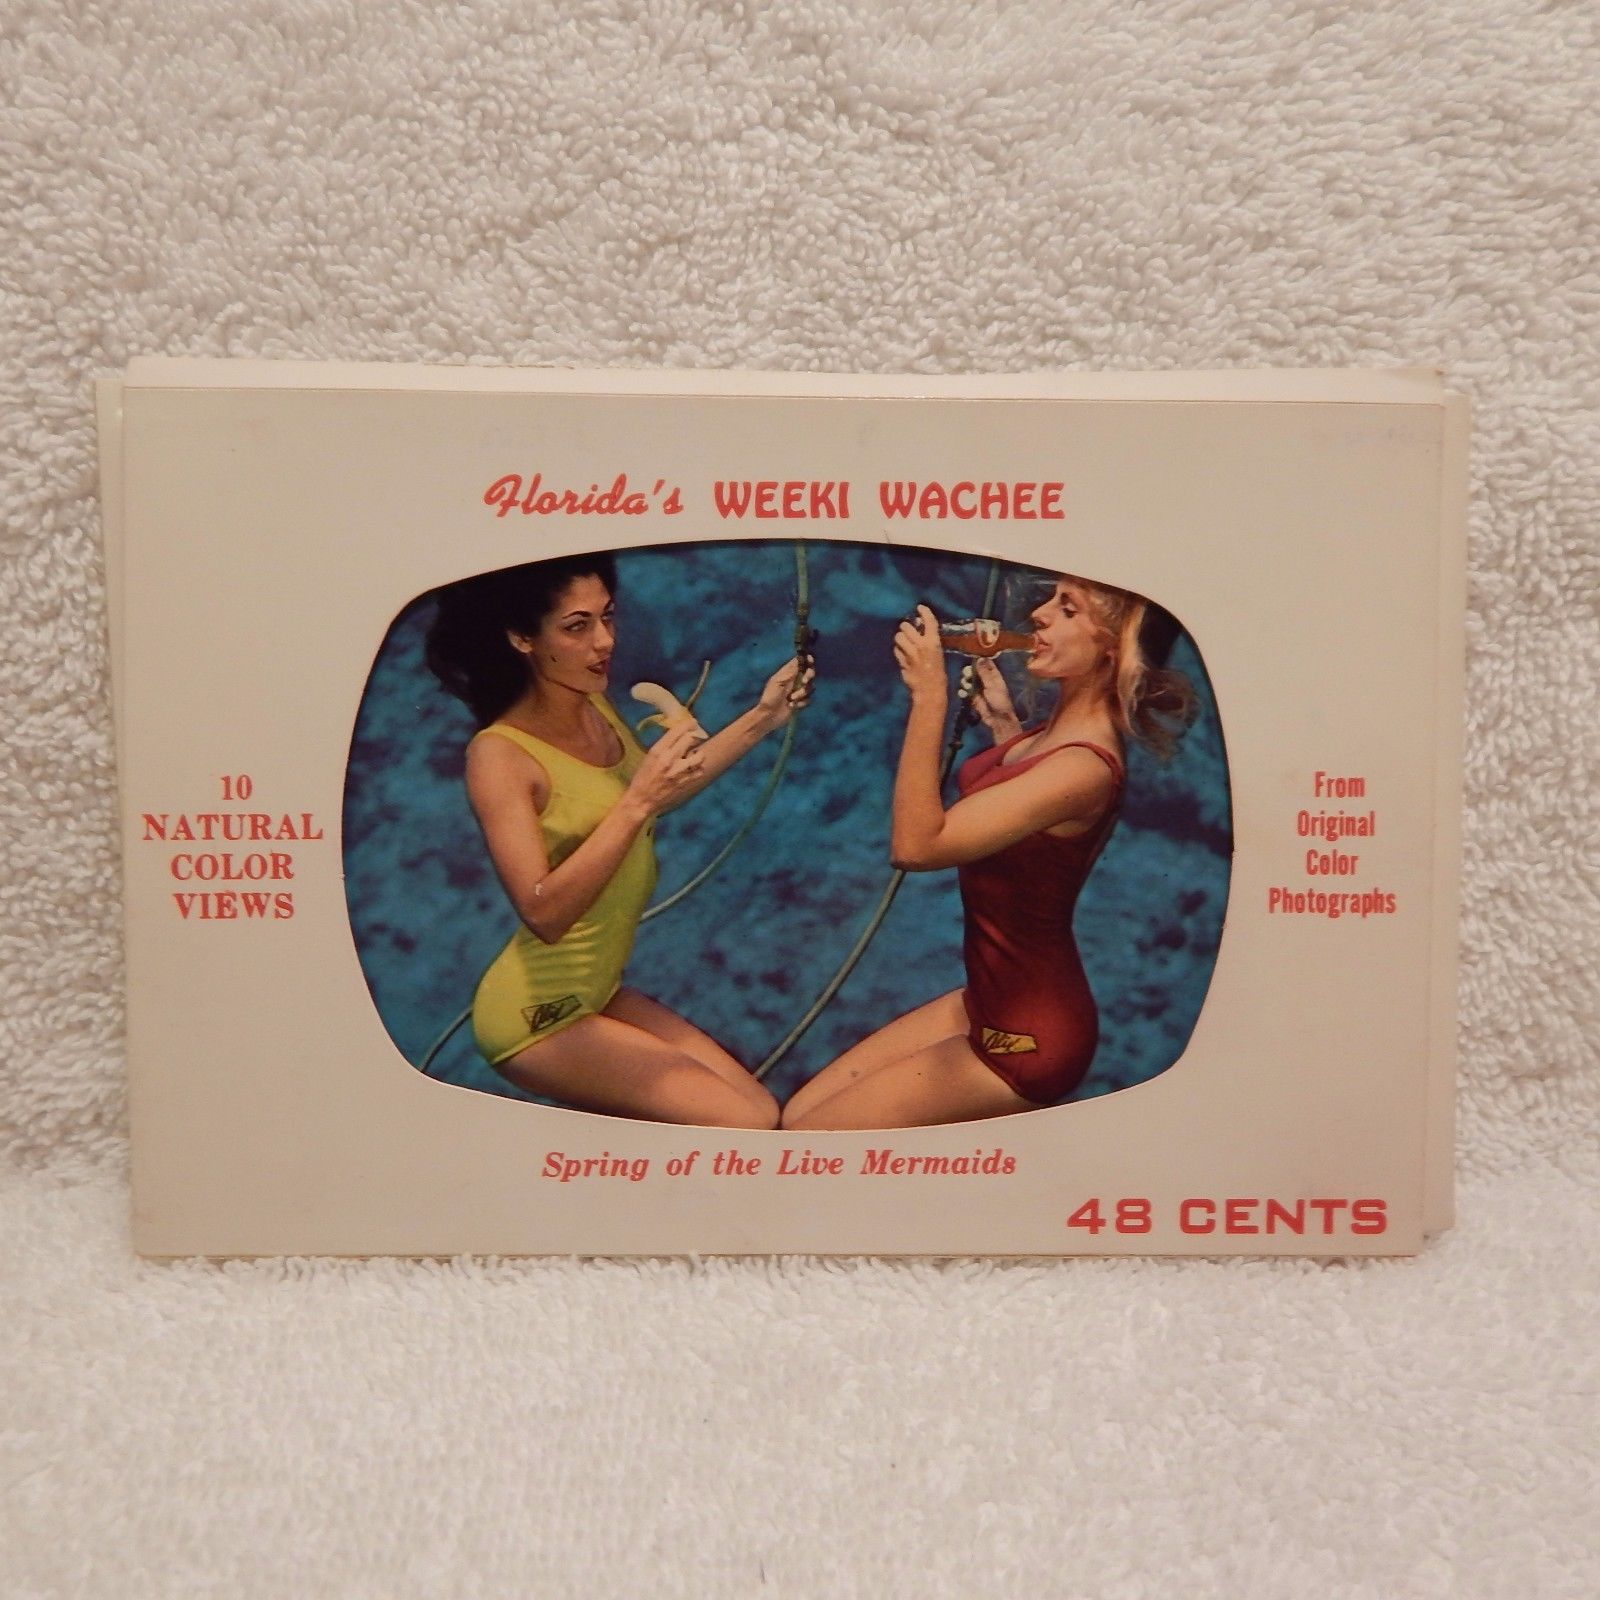 Florida's WEEKI WACHEE
10
NATURAL
COLOR
VIEWS
From
Original
Color
Photographs
Spring of the Live Mermaids
48 CENTS